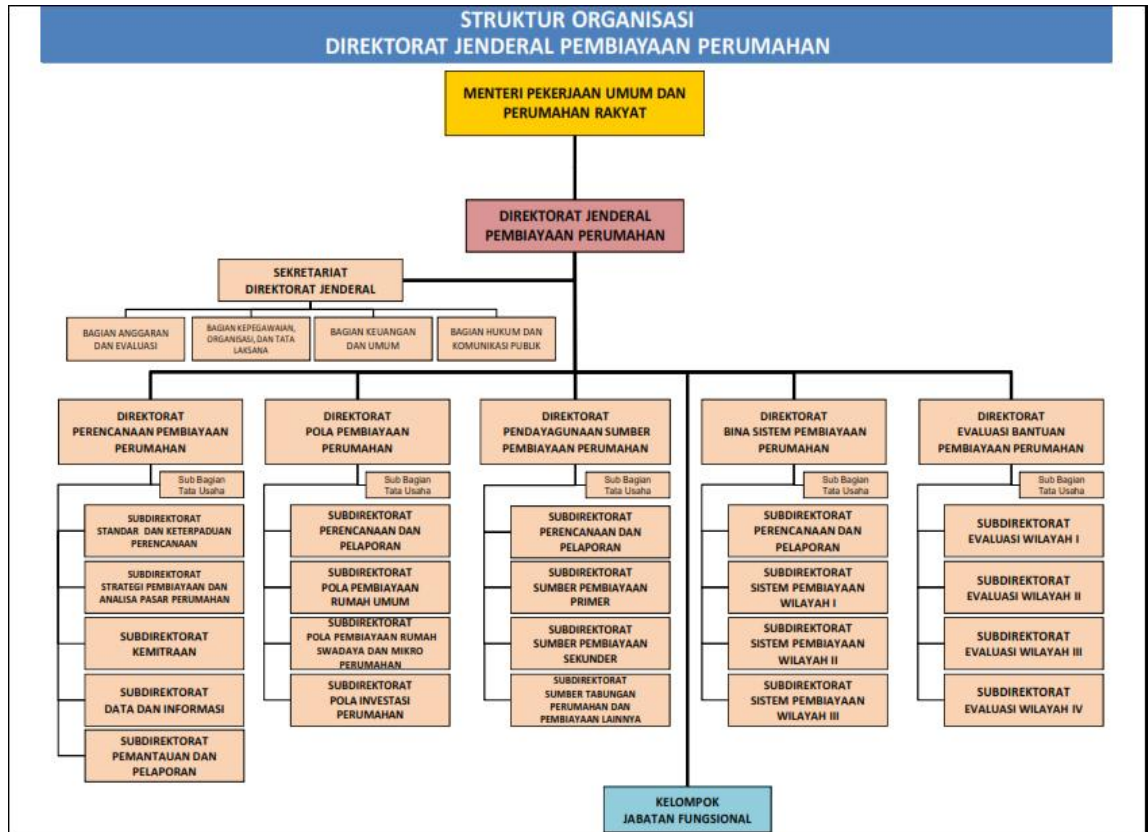 STRUKTUR ORGANISASI
DIREKTORAT JENDERAL PEMBIAYAAN PERUMAHAN
MENTERI PEKERJAAN UMUM DAN
PERUMAHAN RAKYAT
DIREKTORAT JENDERAL
PEMBIAYAAN PERUMAHAN
SEKRETARIAT
DIREKTORAT JENDERAL
BAGIAN ANGGARAN
DAN EVALUASI
BAGIAN KEPEGAWAIAN,
ORGANISASI, DAN TATA
LAKSANA
BAGIAN KEUANGAN
DAN UMUM
BAGIAN HUKUM DAN
KOMUNIKASI PUBLIK
DIREKTORAT
PERENCANAAN PEMBIAYAAN
PERUMAHAN
Sub Bagian
Tata Usaha
SUBDIREKTORAT
STANDAR DAN KETERPADUAN
PERENCANAAN
SUBDIREKTORAT
STRATEGI PEMBIAYAAN DAN
ANALISA PASAR PERUMAHAN
SUBDIREKTORAT
KEMITRAAN
SUBDIREKTORAT
DATA DAN INFORMASI
SUBDIREKTORAT
PEMANTAUAN DAN
PELAPORAN
DIREKTORAT
POLA PEMBIAYAAN
PERUMAHAN
Sub Bagian
Tata Usaha
SUBDIREKTORAT
PERENCANAAN DAN
PELAPORAN
SUBDIREKTORAT
POLA PEMBIAYAAN
RUMAH UMUM
SUBDIREKTORAT
POLA PEMBIAYAAN RUMAH
SWADAYA DAN MIKRO
PERUMAHAN
SUBDIREKTORAT
POLA INVESTASI
PERUMAHAN
DIREKTORAT
PENDAYAGUNAAN SUMBER
PEMBIAYAAN PERUMAHAN
Sub Bagian
Tata Usaha
SUBDIREKTORAT
PERENCANAAN DAN
PELAPORAN
SUBDIREKTORAT
SUMBER PEMBIAYAAN
PRIMER
SUBDIREKTORAT
SUMBER PEMBIAYAAN
SEKUNDER
SUBDIREKTORAT
SUMBER TABUNGAN
PERUMAHAN DAN
PEMBIAYAAN LAINNYA
DIREKTORAT
BINA SISTEM PEMBIAYAAN
PERUMAHAN
Sub Bagian
Tata Usaha
SUBDIREKTORAT
PERENCANAAN DAN
PELAPORAN
SUBDIREKTORAT
SISTEM PEMBIAYAAN
WILAYAH I
SUBDIREKTORAT
SISTEM PEMBIAYAAN
WILAYAH II
SUBDIREKTORAT
SISTEM PEMBIAYAAN
WILAYAH III
DIREKTORAT
EVALUASI BANTUAN
PEMBIAYAAN PERUMAHAN
Sub Bagian
Tata Usaha
SUBDIREKTORAT
EVALUASI WILAYAH I
SUBDIREKTORAT
EVALUASI WILAYAH II
SUBDIREKTORAT
EVALUASI WILAYAH III
SUBDIREKTORAT
EVALUASI WILAYAH IV
KELOMPOK
JABATAN FUNGSIONAL